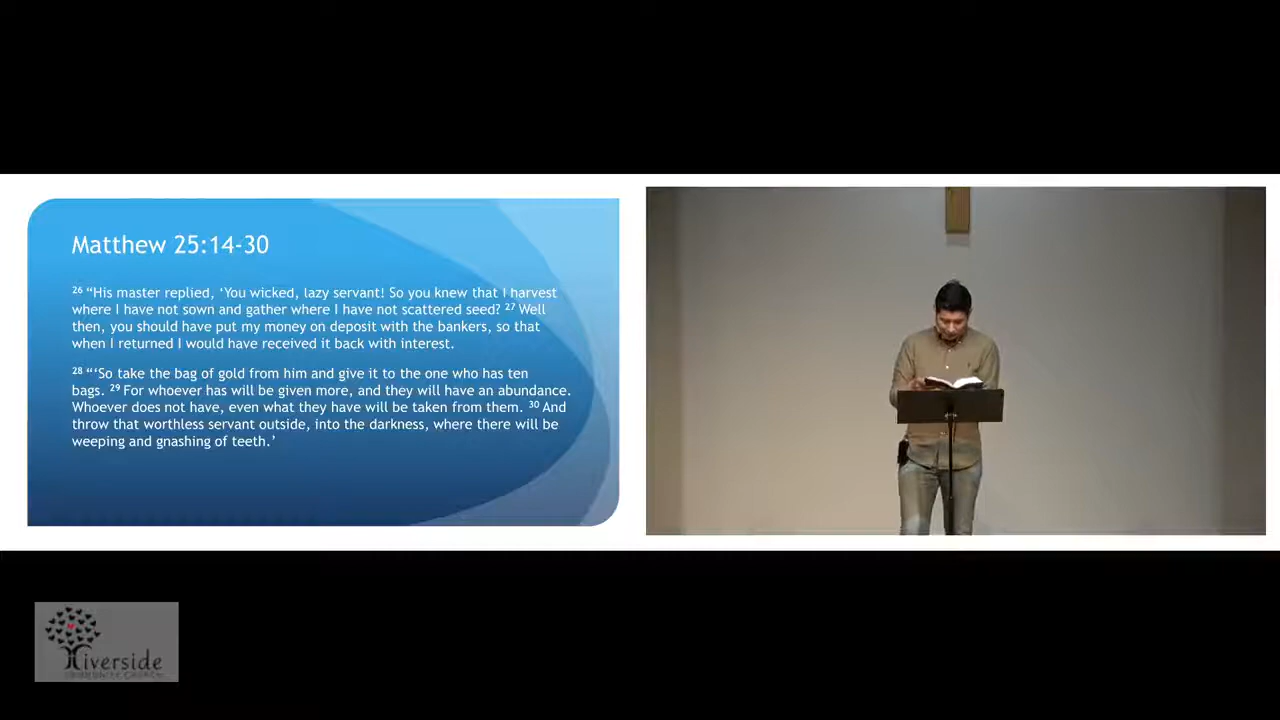 Matthew 25:14-30
26 “His master replied, ‘You wicked, lazy servant! So you knew that I harvest
where I have not sown and gather where I have not scattered seed? 27 Well
then, you should have put my money on deposit with the bankers, so that
when I returned I would have received it back with interest.
28 “‘So take the bag of gold from him and give it to the one who has ten
bags. 29 For whoever has will be given more, and they will have an abundance.
Whoever does not have, even what they have will be taken from them. 30 And
throw that worthless servant outside, into the darkness, where there will be
weeping and gnashing of teeth.’
Riverside